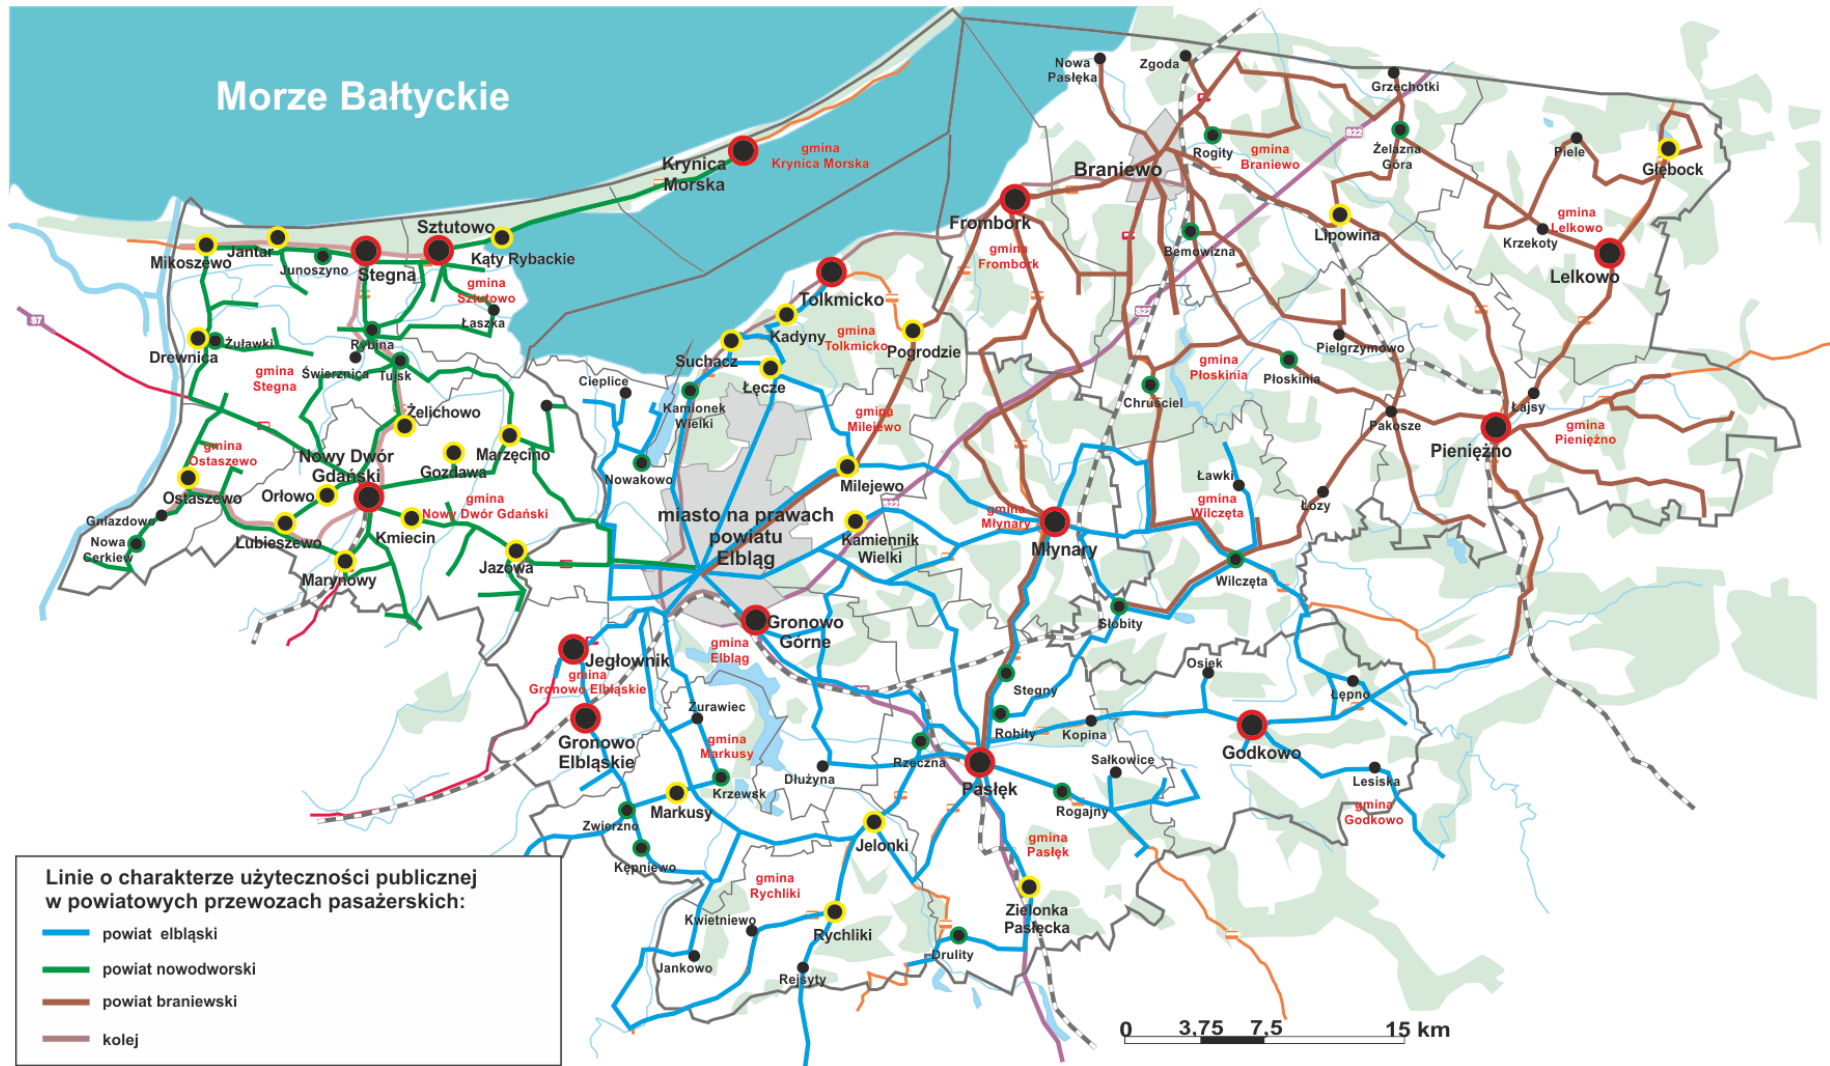 Morze Bałtyckie
Nowa
Pasłęka
Zgoda
Grzechotki
S22
Krynica
Morska
gmina
Krynica Morska
Braniewo
Rogity
gmina
Braniewo
Żelazna
Góra
Piele
Głębock
Frombork
gmina
Frombork
Bemowizna
Lipowina
gmina
Lelkowo
Krzekoty
Lelkowo
Mikoszewo
Jantar
Junoszyno
Stegna
Sztutowo
Kąty Rybackie
gmina
Sztutowo
Łaszka
S7
Tolkmicko
Kadyny
gmina
Tolkmicko
Pogrodzie
S22
Drewnica
Żuławki
Rybina
Świerznica
Tujsk
gmina
Stegna
Suchacz
Łęcze
Cieplice
Kamionek
Wielki
gmina
Milejewo
gmina
Płoskinia
Płoskinia
Pielgrzymowo
Chruściel
Pakosze
Łajsy
Pieniężno
gmina
Pieniężno
Żelichowo
Nowy Dwór
Gdański
Gozdawa
Marzęcino
gmina
Ostaszewo
Ostaszewo
Orłowo
gmina
Nowy Dwór Gdański
Nowakowo
Milejewo
Ławki
gmina
Wilczęta
Łozy
Gniazdowo
Nowa
Cerkiew
Lubieszewo
Kmiecin
Marynowy
Jazowa
miasto na prawach
powiatu
Elbląg
Kamiennik
Wielki
S22
gmina
Młynary
Młynary
Wilczęta
Słobity
Gronowo
Górne
gmina
Elbląg
Jegłownik
gmina
Gronowo Elbląskie
Gronowo
Elbląskie
Żurawiec
gmina
Markusy
Krzewsk
Markusy
Zwierzno
Kępniewo
Dłużyna
Rzeczna
Stegny
Robity
Kopina
Osiek
Łępno
Godkowo
Sałkowice
Lesiska
gmina
Godkowo
Pasłęk
Rogajny
gmina
Pasłęk
Jelonki
gmina
Rychliki
Kwietniewo
Rychliki
Jankowo
Rejsyty
Zielonka
Pasłęcka
Drulity
Linie o charakterze użyteczności publicznej
w powiatowych przewozach pasażerskich:
powiat elbląski
powiat nowodworski
powiat braniewski
kolej
0 3,75 7,5 15 km